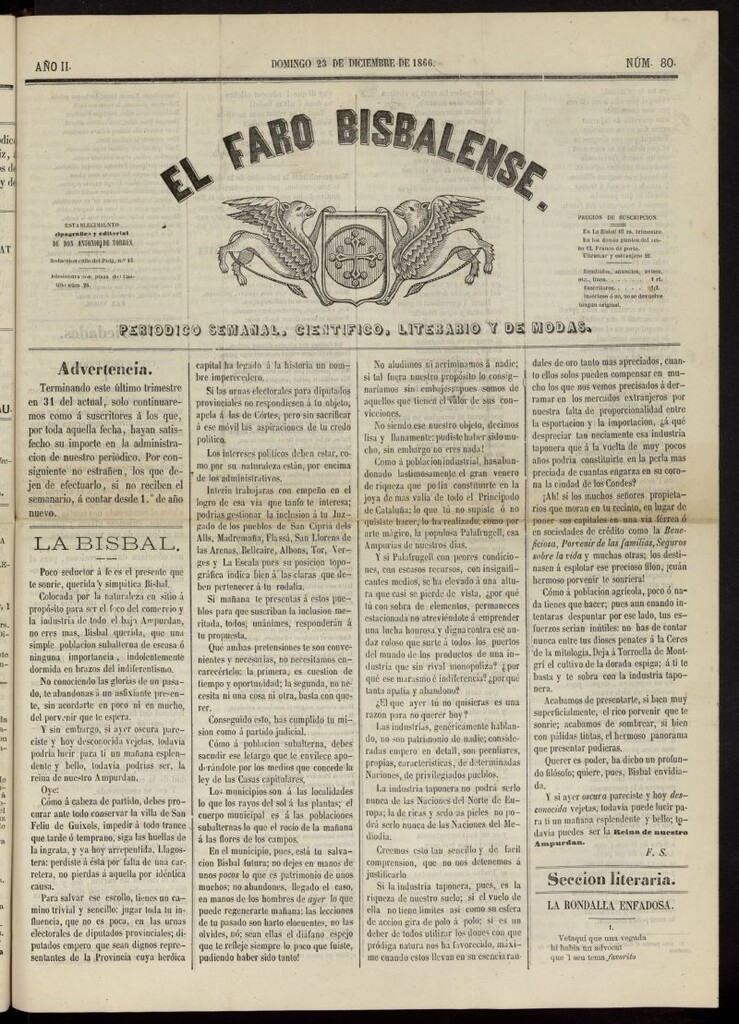 AÑO II.
DOMINGO 23 DE DICIEMBRE DE 1866.
NÚM. 80.
EL FARO BISBALENSE.
ESTABLECIMIENTO
tipográfico y editorial
DE DON ANTONIO DE TORRES.
PRECIOS DE SUSCRIPCION.
En La Bisbal 10 rs. trimestre
En los demás puntos del rei-
no 12. Franco de porte.
Ultramar y estranjero 20.
PERIODICO SEMANAL, CIENTIFICO, LITERARIO Y DE MODAS.
Advertencia.
Terminando este último trimestre
en 31 del actual, solo continuare-
mos á suscritores á los que,
por toda aquella fecha, hayan satis-
fecho su importe en la administra-
cion de nuestro periódico. Por con-
siguiente no estrañen, los que de-
jen de efectuarlo, si no reciben el
semanario, á contar desde 1.º de año
nuevo.
LA BISBAL.
Poco seductor á fe es el presente que
te sonrie, querida y simpática Bisbal.
Colocada por la naturaleza en sitio á
propósito para ser el foco del comercio y
la industria de todo el bajo Ampurdan,
no eres mas, Bisbal querida, que una
simple poblacion subalterna de escasa ó
ninguna importancia, indolentemente
dormida en brazos del indiferentismo.
No conociendo las glorias de un pasa-
do, te abandonas á un asfixiante presen-
te, sin acordarte en poco ni en mucho,
del porvenir que te espera.
Y sin embargo, si ayer oscura pare-
ciste y hoy desconocida vejetas, todavia
podria lucir para tí un mañana esplen-
dente y bello, todavia podrias ser, la
reina de nuestro Ampurdan.
Oye:
Cómo á cabeza de partido, debes pro-
curar ante todo conservar la villa de San
Feliu de Guixols, impedir á todo trance
que tarde ó temprano, siga las huellas de
la ingrata, y ya hoy arrepentida, Llagos-
tera: perdiste á ésta por falta de una car-
retera, no pierdas á aquella por idéntica
causa.
Para salvar ese escollo, tienes un ca-
mino trivial y sencillo: jugar toda tu in-
fluencia, que no es poca, en las urnas
electorales de diputados provinciales; di-
putados empero que sean dignos repre-
sentantes de la Provincia cuya heróica
capital ha legado á la historia un nom-
bre imperecedero.
Si las urnas electorales para diputados
provinciales no respondiesen á tu objeto,
apela á las de Córtes, pero sin sacrificar
á ese móvil las aspiraciones de tu credo
político.
Los intereses políticos deben estar, co-
mo por su naturaleza están, por encima
de los administrativos.
Interin trabajaras con empeño en el
logro de esa via que tanto te interesa;
podrias gestionar la inclusion á tu Juz-
gado de los pueblos de San Cipriá dels
Alls, Madremaña, Flassá, San Llorens de
las Arenas, Bellcaire, Albons, Tor, Ver-
ges y La Escala pues su posicion topo-
gráfica indica bien á las claras que de-
ben pertenecer á tu rodalia.
Si mañana te presentas á estos pue-
blos para que suscriban la inclusion me-
ritada, todos, unánimes, responderán á
tu propuesta.
Qué ambas pretensiones te son conve-
nientes y necesarias, no necesitamos en-
carecértelo; la primera, es cuestion de
tiempo y oportunidad; la segunda, no ne-
cesita ni una cosa ni otra, basta con que-
rer.
Conseguido esto, has cumplido tu mi-
sion como á partido judicial.
Cómo á poblacion subalterna, debes
sacudir ese letargo que te envilece apo-
derándote por los medios que concede la
ley de las Casas capitulares.
Los municipios son á las localidades
lo que los rayos del sol á las plantas; el
cuerpo municipal es á las poblaciones
subalternas lo que el rocío de la mañana
á las flores de los campos.
En el municipio, pues, está tu salva-
cion Bisbal futura; no dejes en manos de
unos pocos lo que es patrimonio de unos
muchos; no abandones, llegado el caso,
en manos de los hombres de ayer lo que
puede regenerarte mañana: las lecciones
de tu pasado son harto elocuentes, no las
olvides, nó; sean ellas el diáfano espejo
que te refleje siempre lo poco que fuiste,
pudiendo haber sido tanto!
No aludimos ni acriminamos á nadie;
si tal fuera nuestro propósito lo consig-
nariamos sin embajes, pues somos de
aquellos que tienen el valor de sus con-
vicciones.
No siendo ese nuestro objeto, decimos
lisa y llanamente: pudiste haber sido mu-
cho, sin embargo no eres nada!
Cómo á poblacion industrial, has aban-
donado lastimosamente el gran venero
de riqueza que podia constituirte en la
joya de mas valia de todo el Principado
de Cataluña; lo que tú no supiste ó no
quisiste hacer, lo ha realizado, como por
arte mágico, la populosa Palafrugell, esa
Ampurias de nuestros dias.
Y si Palafrugell con peores condicio-
nes, con escasos recursos, con insignifi-
cantes medios, se ha elevado á una altura
que casi se pierde de vista, ¿por qué
tú con sobra de elementos, permaneces
estacionada no atreviéndote á emprender
una lucha honrosa y digna contra ese au-
daz coloso que surte á todos los puertos
del mundo de los productos de una in-
dustria que sin rival monopoliza? ¿por
qué ese marasmo é indiferencia? ¿por qué
tanta apatía y abandono?
¿El que ayer tú no quisieras es una
razon para no querer hoy?
Las industrias, genéricamente hablan-
do, no son patrimonio de nadie; conside-
radas empero en detall, son peculiares,
propias, características, de determinadas
Naciones, de privilegiados pueblos.
La industria taponera no podrá serlo
nunca de las Naciones del Norte de Eu-
ropa; la de ricas y sedosas pieles no po-
drá serlo nunca de las Naciones del Me-
diodia.
Creemos esto tan sencillo y de facil
comprension, que no nos detenemos á
justificarlo
Si la industria taponera, pues, es la
riqueza de nuestro suelo; si el vuelo de
ella no tiene limites así como su esfera
de accion gira de polo á polo; si es un
deber de todos utilizar los dones con que
pródiga natura nos ha favorecido, máxi-
me cuando estos llevan en su esencia rau-
dales de oro tanto mas apreciados, cuan-
to ellos solos pueden compensar en mu-
cho los que nos vemos precisados á der-
ramar en los mercados extranjeros por
nuestra falta de proporcionalidad entre
la esportacion y la importacion, ¿á qué
despreciar tan neciamente esa industria
taponera que á la vuelta de muy pocos
años podria constituirte en la perla mas
preciada de cuantas engarza en su coro-
na la ciudad de los Condes?
¡Ah! si los muchos señores propieta-
rios que moran en tu recinto, en lugar de
poner sus capitales en una via férrea ó
en sociedades de crédito como la Bene-
ficiosa, Porvenir de las familias, Seguros
sobre la vida y muchas otras; los desti-
nasen á esplotar ese precioso filon, ¡cuán
hermoso porvenir te sonriera!
Cómo á poblacion agrícola, poco ó na-
da tienes que hacer; pues aun cuando in-
tentaras despuntar por ese lado, tus es-
fuerzos serian inútiles: no has de contar
nunca entre tus dioses penates á la Ceres
de la mitología. Deja á Torroella de Mont-
grí el cultivo de la dorada espiga; á tí te
basta y te sobra con la industria tapo-
nera.
Acabamos de presentarte, si bien muy
superficialmente, el rico porvenir que te
sonrie; acabamos de sombrear, si bien
con pálidas tintas, el hermoso panorama
que presentar pudieras.
Querer es poder, ha dicho un profundo
filósofo; quiere, pues, Bisbal envidia-
da.
Y si ayer oscura pareciste y hoy des-
conocida vejetas, todavia puede lucir pa-
ra tí un mañana esplendente y bello; to-
davia puedes ser la Reina de nuestro
Ampurdan.
F. S.
Seccion literaria.
LA RONDALLA ENFADOSA.
I.
Vetaquí que una vegada
hi habia un advocat
que 'l seu tema favorito